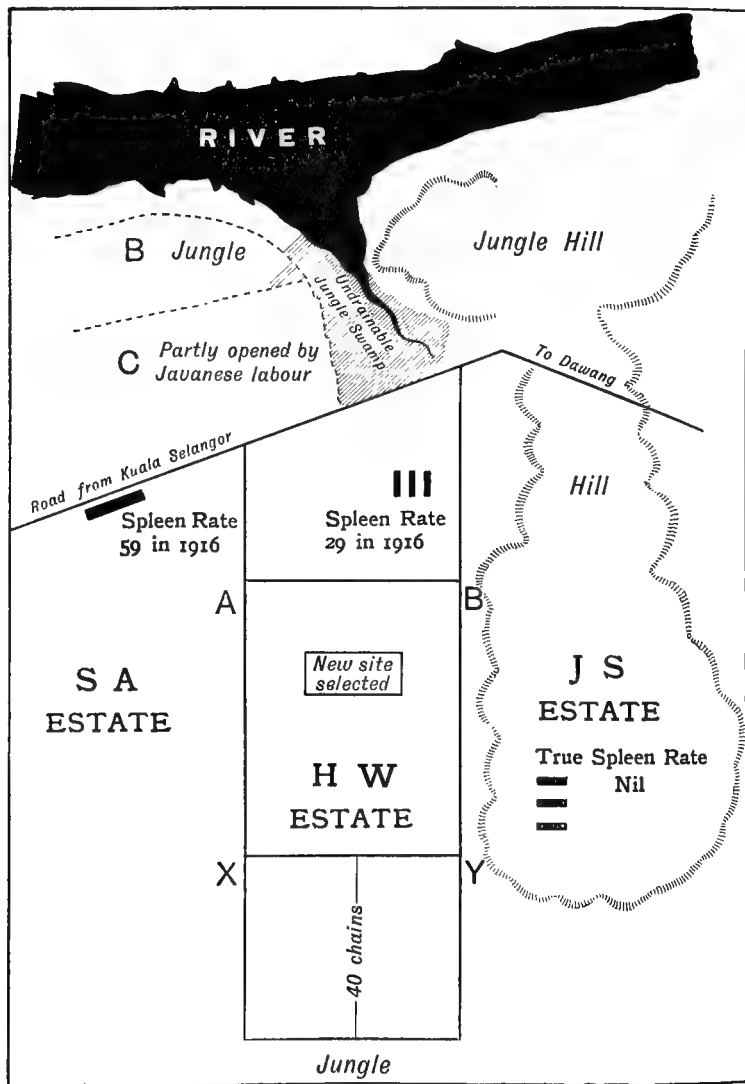 RIVER
B Jungle
Jungle Hill
Undrainable
Jungle Swamp
C Partly opened by
Javanese labour
To Dawang
Road from Kuala Selangor
Hill
Spleen Rate
59 in 1916
Spleen Rate
29 in 1916
A
B
New site
selected
S A
ESTATE
J S
ESTATE
True Spleen Rate
Nil
H W
ESTATE
X
Y
40 chains
Jungle